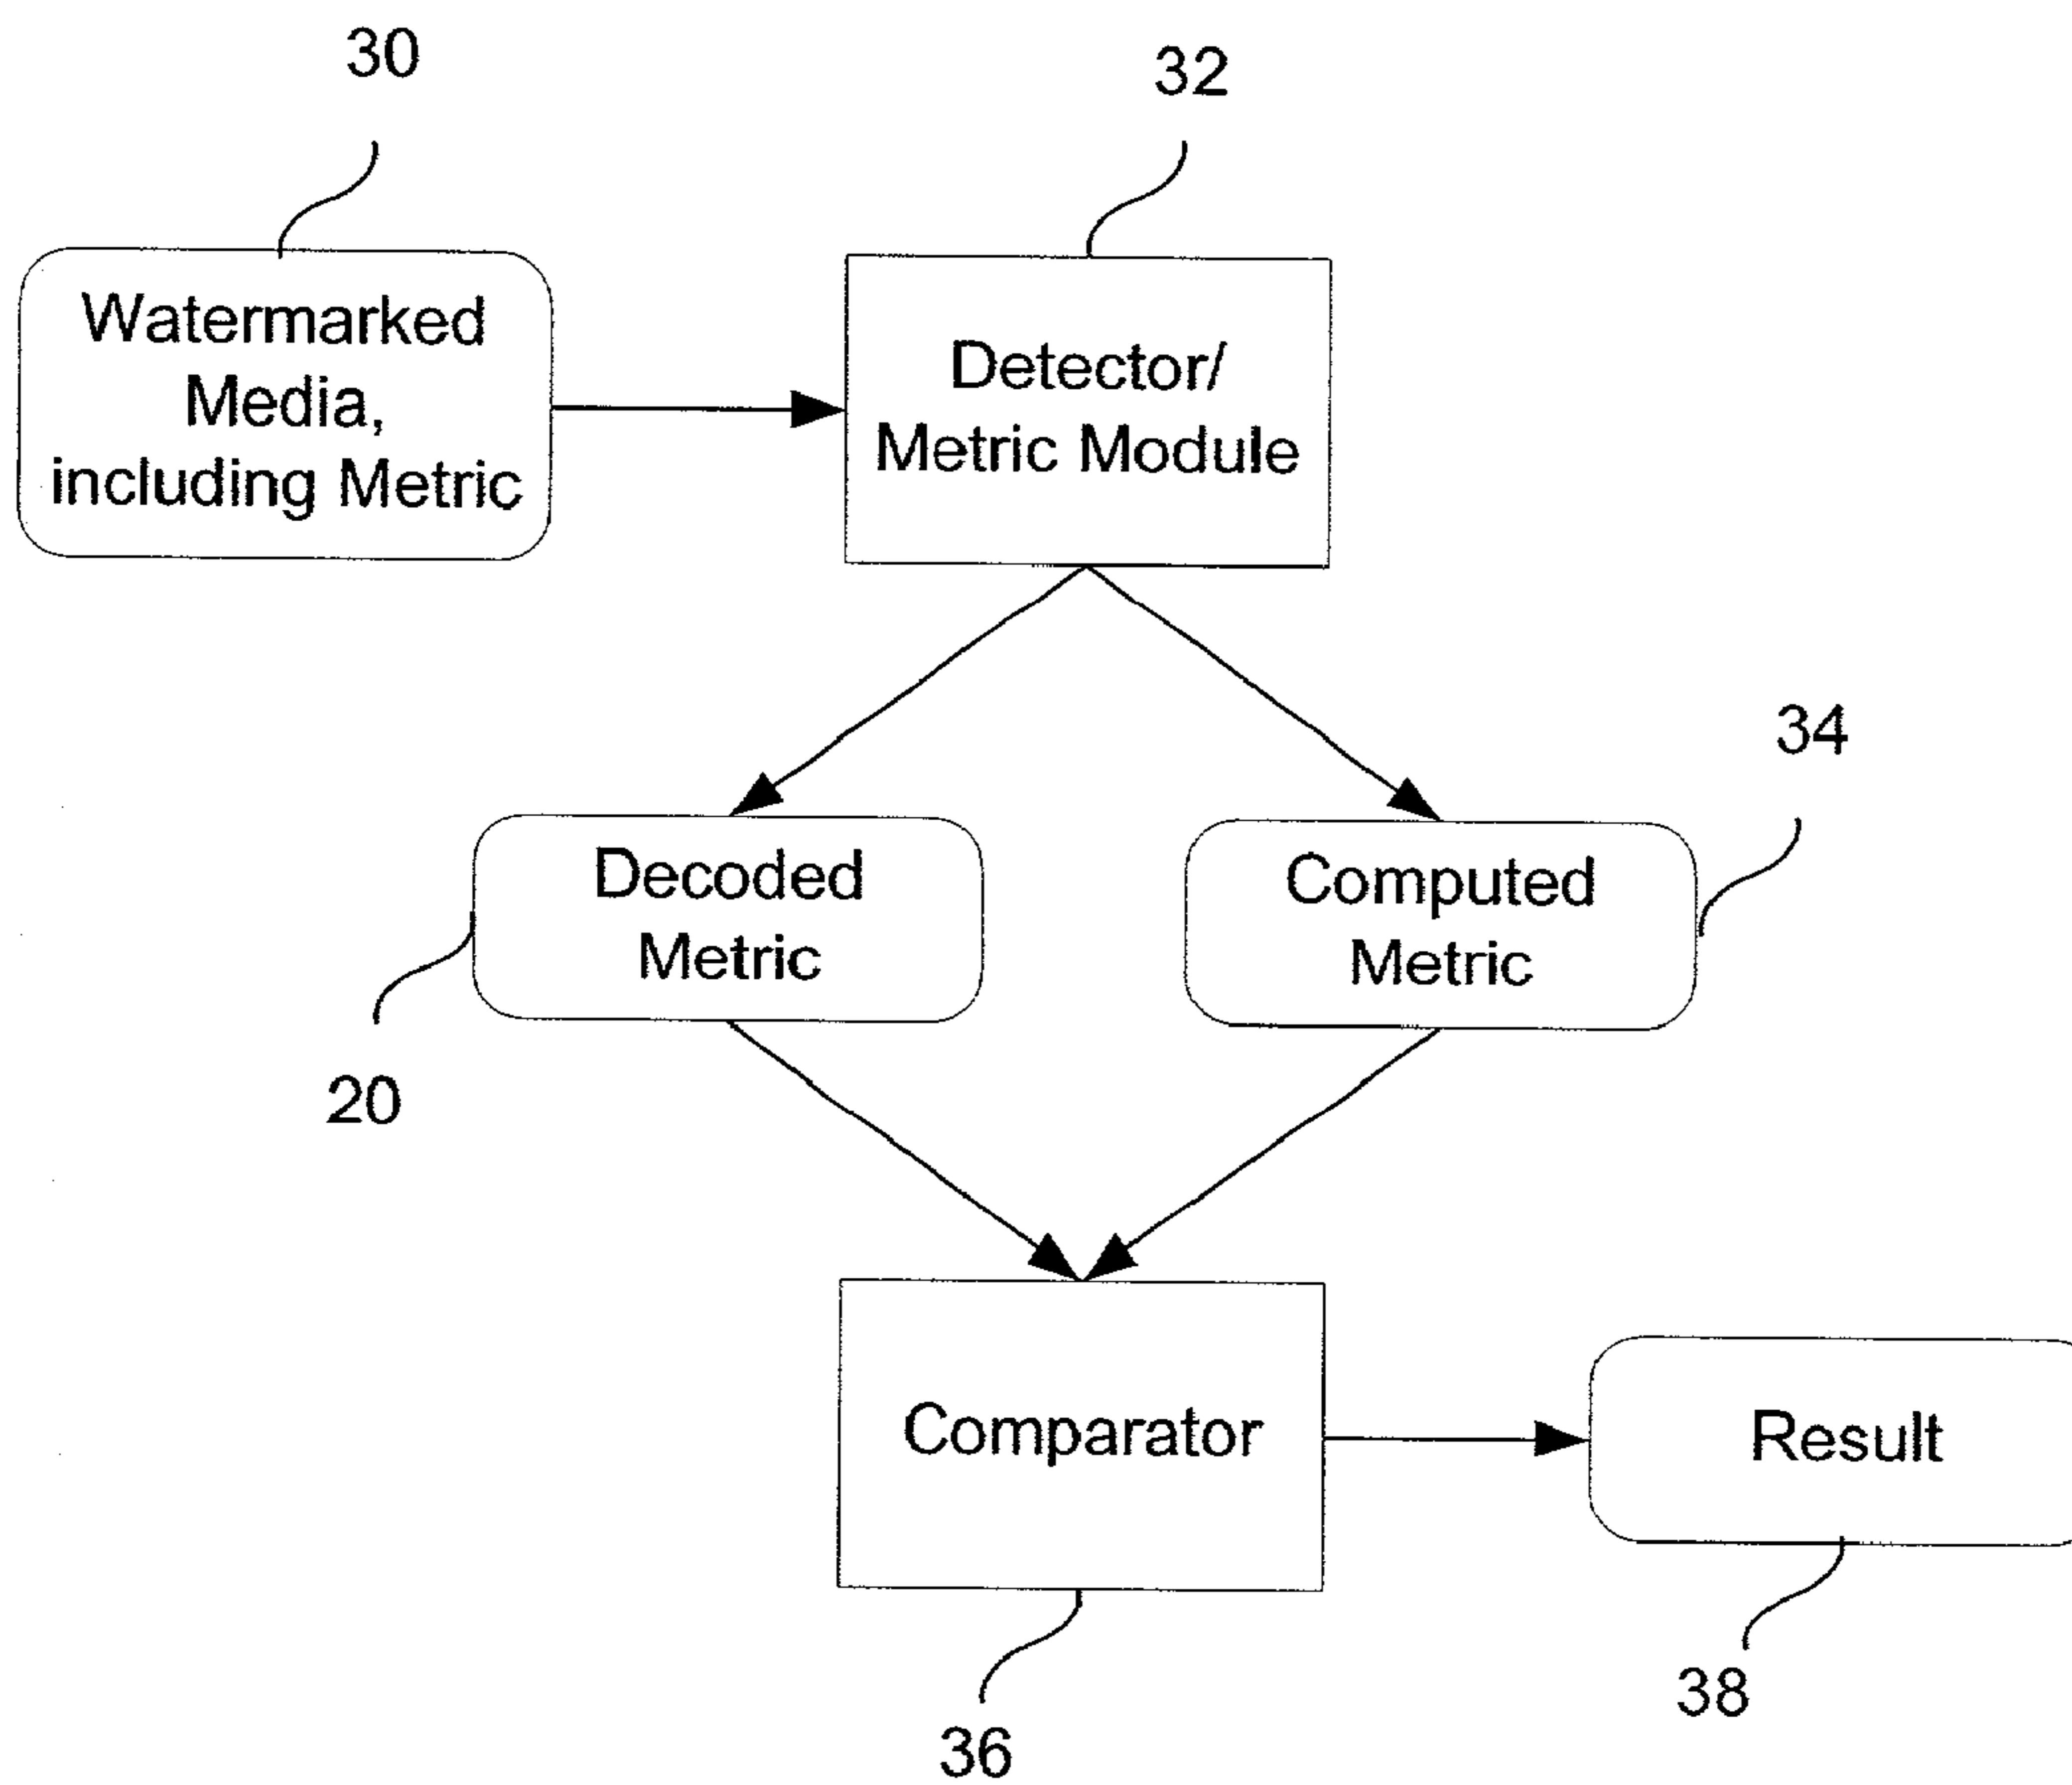 30
32
Watermarked
Media,
including Metric
Detector/
Metric Module
34
Decoded
Metric
Computed
Metric
20
Comparator
Result
38
36